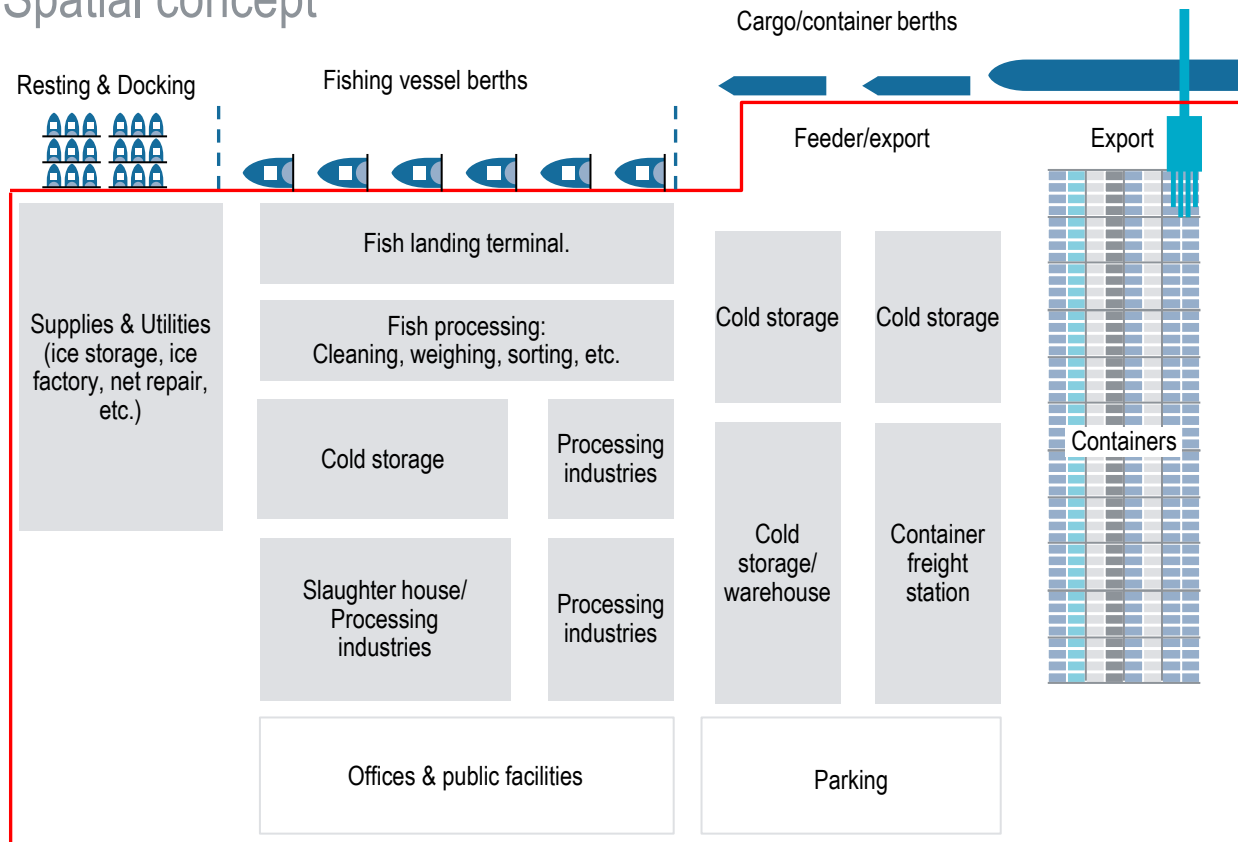 Spatial concept
Cargo/container berths
Resting & Docking
Fishing vessel berths
Feeder/export
Export
Fish landing terminal.
Supplies & Utilities
(ice storage, ice
factory, net repair,
etc.)
Fish processing:
Cleaning, weighing, sorting, etc.
Cold storage
Cold storage
Cold storage
Processing
industries
Containers
Cold
storage/
warehouse
Container
freight
station
Slaughter house/
Processing
industries
Processing
industries
Offices & public facilities
Parking